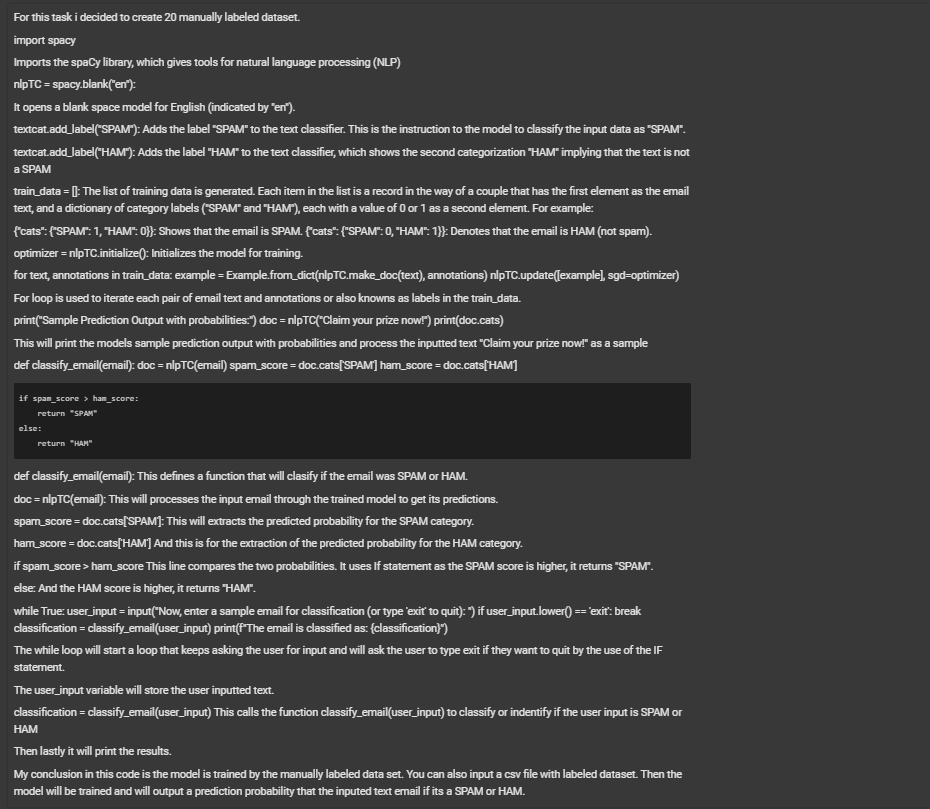 For this task i decided to create 20 manually labeled dataset.
import spacy
Imports the spaCy library, which gives tools for natural language processing (NLP)
nlpTC = spacy.blank("en"):
It opens a blank space model for English (indicated by "en").
textcat.add_label("SPAM"): Adds the label "SPAM" to the text classifier. This is the instruction to the model to classify the input data as "SPAM".
textcat.add_label("HAM"): Adds the label "HAM" to the text classifier, which shows the second categorization "HAM" implying that the text is not
a SPAM
train_data = []: The list of training data is generated. Each item in the list is a record in the way of a couple that has the first element as the email
text, and a dictionary of category labels ("SPAM" and "HAM"), each with a value of 0 or 1 as a second element. For example:
{"cats": {"SPAM": 1, "HAM": 0}}: Shows that the email is SPAM. {"cats": {"SPAM": 0, "HAM": 1}}: Denotes that the email is HAM (not spam).
optimizer = nlpTC.initialize(): Initializes the model for training.
for text, annotations in train_data: example = Example.from_dict(nlpTC.make_doc(text), annotations) nlpTC.update([example], sgd=optimizer)
For loop is used to iterate each pair of email text and annotations or also knowns as labels in the train_data.
print("Sample Prediction Output with probabilities:") doc = nlpTC("Claim your prize now!") print(doc.cats)
This will print the models sample prediction output with probabilities and process the inputted text "Claim your prize now!" as a sample
def classify_email(email): doc = nlpTC(email) spam_score = doc.cats['SPAM'] ham_score = doc.cats['HAM']
if spam_score > ham_score:
    return "SPAM"
else:
    return "HAM"
def classify_email(email): This defines a function that will clasify if the email was SPAM or HAM.
doc = nlpTC(email): This will processes the input email through the trained model to get its predictions.
spam_score = doc.cats['SPAM']: This will extracts the predicted probability for the SPAM category.
ham_score = doc.cats['HAM'] And this is for the extraction of the predicted probability for the HAM category.
if spam_score > ham_score This line compares the two probabilities. It uses If statement as the SPAM score is higher, it returns "SPAM".
else: And the HAM score is higher, it returns "HAM".
while True: user_input = input("Now, enter a sample email for classification (or type 'exit' to quit): ") if user_input.lower() == 'exit': break
classification = classify_email(user_input) print(f"The email is classified as: {classification}")
The while loop will start a loop that keeps asking the user for input and will ask the user to type exit if they want to quit by the use of the IF
statement.
The user_input variable will store the user inputted text.
classification = classify_email(user_input) This calls the function classify_email(user_input) to classify or indentify if the user input is SPAM or
HAM
Then lastly it will print the results.
My conclusion in this code is the model is trained by the manually labeled data set. You can also input a csv file with labeled dataset. Then the
model will be trained and will output a prediction probability that the inputed text email if its a SPAM or HAM.